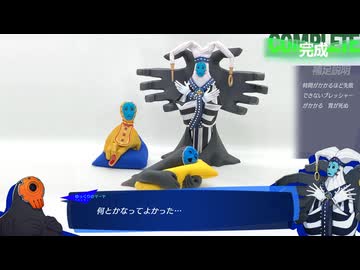 COMPLETE
完成
補足説明
時間がかかるほど失敗
できないプレッシャー
がかかる　胃が死ぬ
何とかなってよかった…